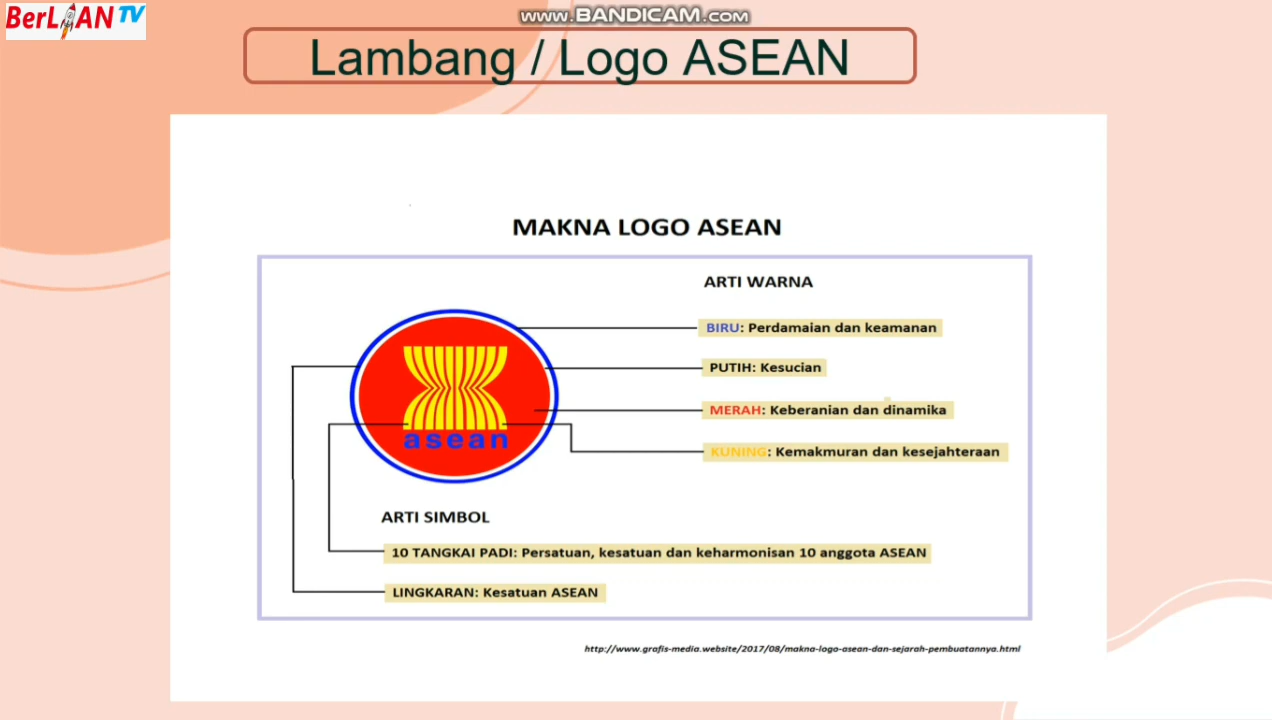 BerLIAN TV
www.BANDICAM.com
Lambang / Logo ASEAN
MAKNA LOGO ASEAN
ARTI WARNA
BIRU: Perdamaian dan keamanan
PUTIH: Kesucian
MERAH: Keberanian dan dinamika
KUNING: Kemakmuran dan kesejahteraan
asean
ARTI SIMBOL
10 TANGKAI PADI: Persatuan, kesatuan dan keharmonisan 10 anggota ASEAN
LINGKARAN: Kesatuan ASEAN
http://www.grafis-media.website/2017/08/makna-logo-asean-dan-sejarah-pembuatannya.html